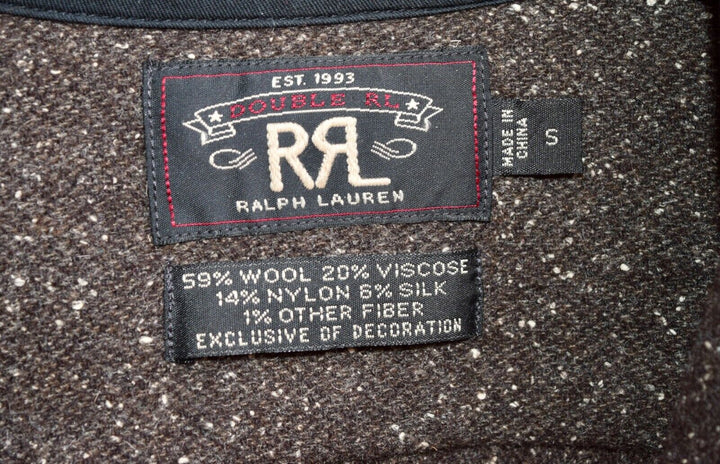 EST. 1993
DOUBLE RL
RRL
RALPH LAUREN
MADE IN
CHINA
S
59% WOOL 20% VISCOSE
14% NYLON 6% SILK
1% OTHER FIBER
EXCLUSIVE OF DECORATION